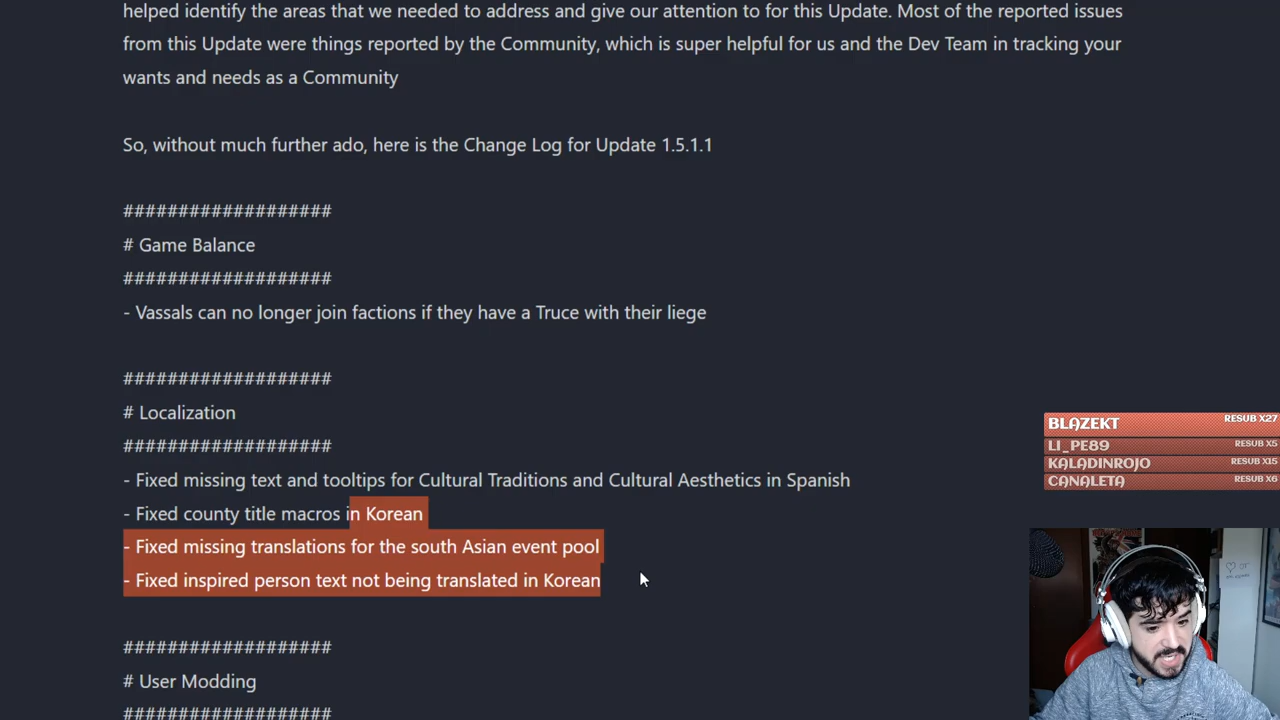 helped identify the areas that we needed to address and give our attention to for this Update. Most of the reported issues
from this Update were things reported by the Community, which is super helpful for us and the Dev Team in tracking your
wants and needs as a Community
So, without much further ado, here is the Change Log for Update 1.5.1.1
###################
# Game Balance
###################
- Vassals can no longer join factions if they have a Truce with their liege
###################
# Localization
###################
- Fixed missing text and tooltips for Cultural Traditions and Cultural Aesthetics in Spanish
- Fixed county title macros in Korean
- Fixed missing translations for the south Asian event pool
- Fixed inspired person text not being translated in Korean
###################
# User Modding
###################
BLAZEKT RESUB X27
LI_PE89 RESUB X5
KALADINROJO RESUB X15
CANALETA RESUB X6